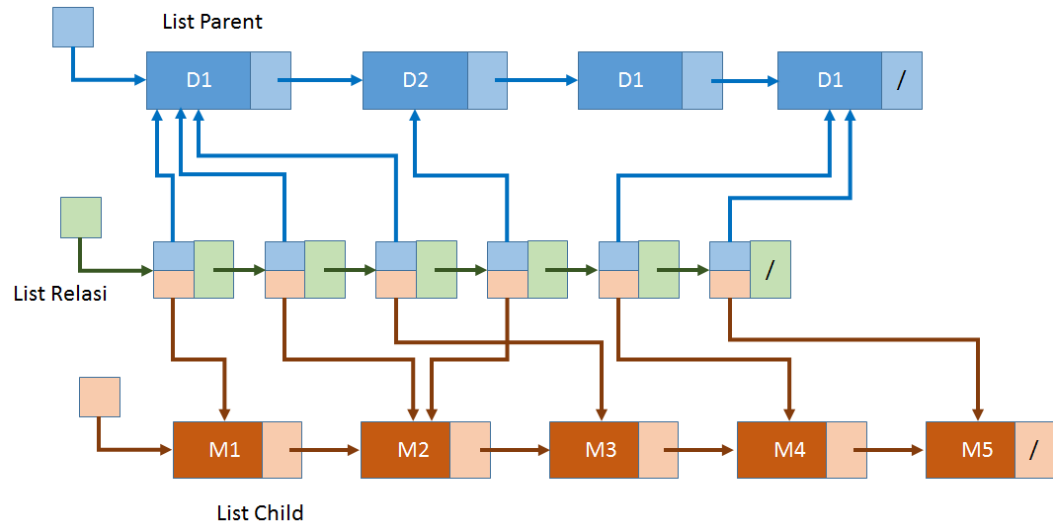 List Parent
D1
D2
D1
D1
/
List Relasi
/
M1
M2
M3
M4
M5
/
List Child